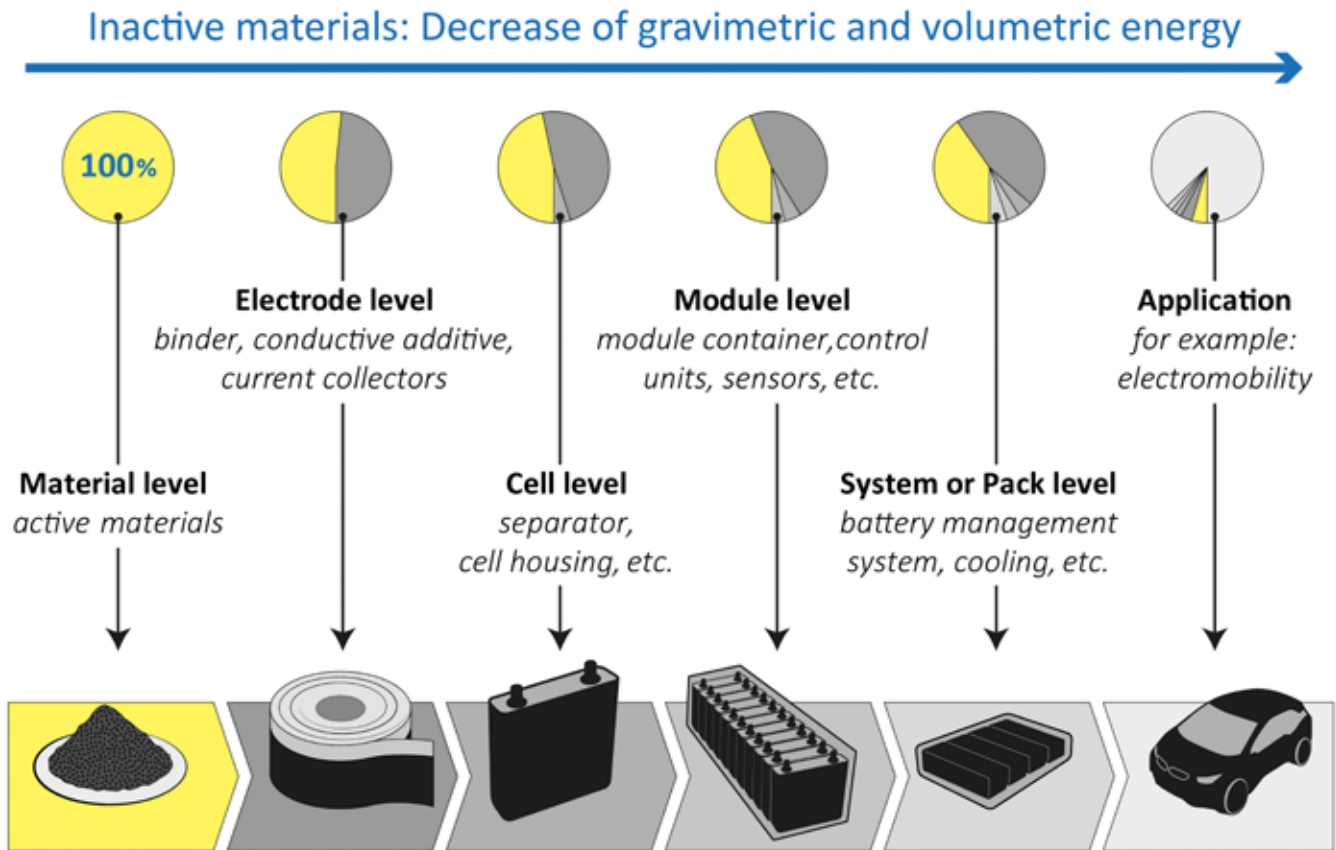 Inactive materials: Decrease of gravimetric and volumetric energy
100%
Electrode level
binder, conductive additive,
current collectors
Module level
module container,control
units, sensors, etc.
Application
for example:
electromobility
Material level
active materials
Cell level
separator,
cell housing, etc.
System or Pack level
battery management
system, cooling, etc.